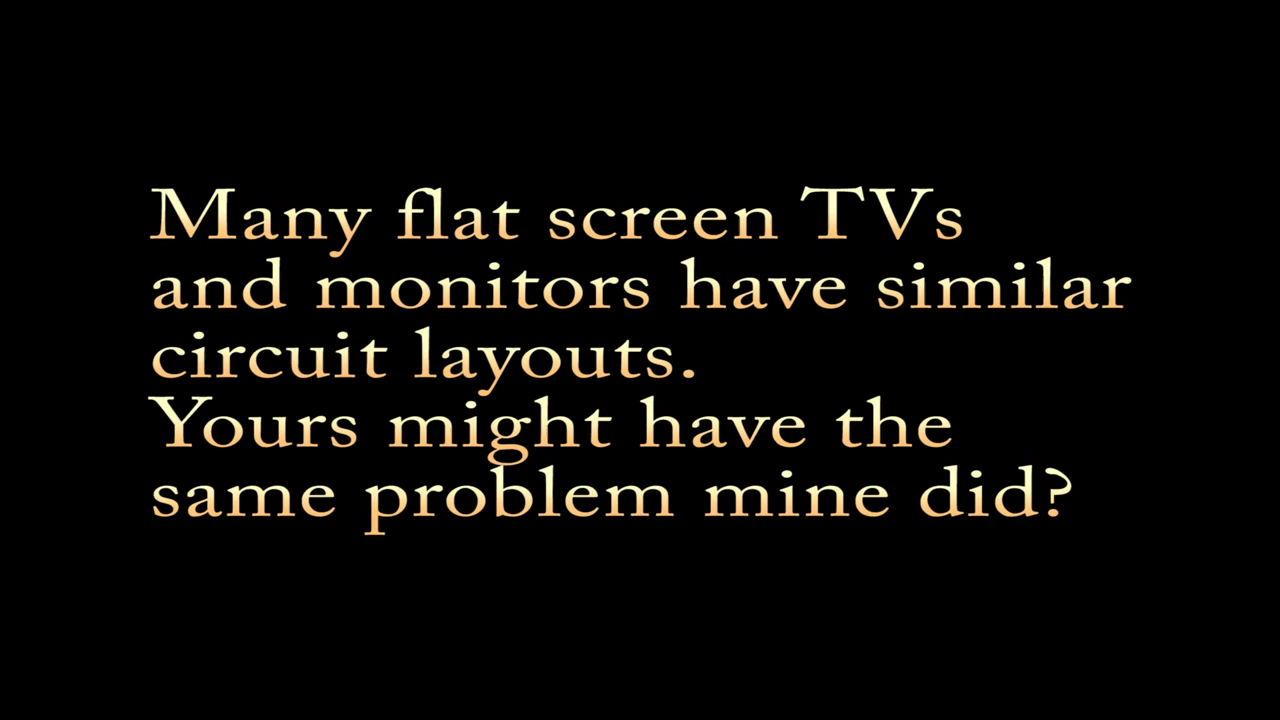 Many flat screen TVs
and monitors have similar
circuit layouts.
Yours might have the
same problem mine did?